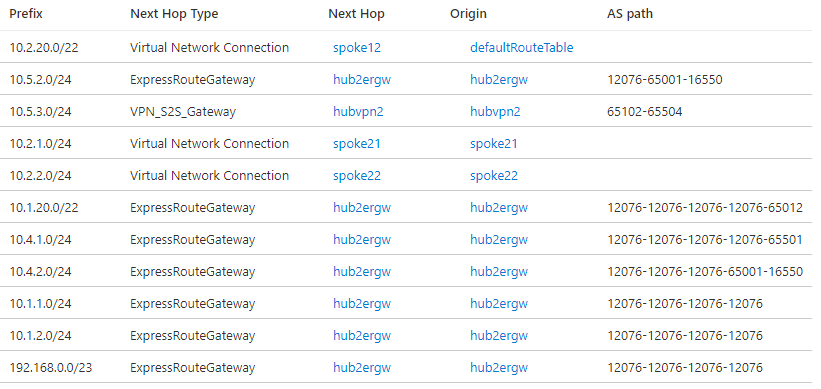 Prefix Next Hop Type Next Hop Origin AS path
10.2.20.0/22 Virtual Network Connection spoke12 defaultRouteTable
10.5.2.0/24 ExpressRouteGateway hub2ergw hub2ergw 12076-65001-16550
10.5.3.0/24 VPN_S2S_Gateway hubvpn2 hubvpn2 65102-65504
10.2.1.0/24 Virtual Network Connection spoke21 spoke21
10.2.2.0/24 Virtual Network Connection spoke22 spoke22
10.1.20.0/22 ExpressRouteGateway hub2ergw hub2ergw 12076-12076-12076-12076-65012
10.4.1.0/24 ExpressRouteGateway hub2ergw hub2ergw 12076-12076-12076-12076-65501
10.4.2.0/24 ExpressRouteGateway hub2ergw hub2ergw 12076-12076-12076-65001-16550
10.1.1.0/24 ExpressRouteGateway hub2ergw hub2ergw 12076-12076-12076-12076
10.1.2.0/24 ExpressRouteGateway hub2ergw hub2ergw 12076-12076-12076-12076
192.168.0.0/23 ExpressRouteGateway hub2ergw hub2ergw 12076-12076-12076-12076